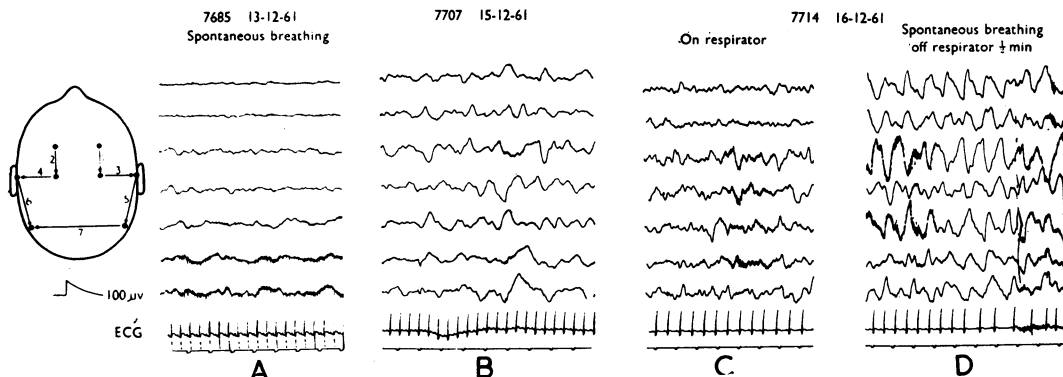 7685 13-12-61
Spontaneous breathing
7707 15-12-61
7714 16-12-61
On respirator
Spontaneous breathing
off respirator ½ min
2
4
3
6
5
7
100 μv
ECG
A
B
C
D